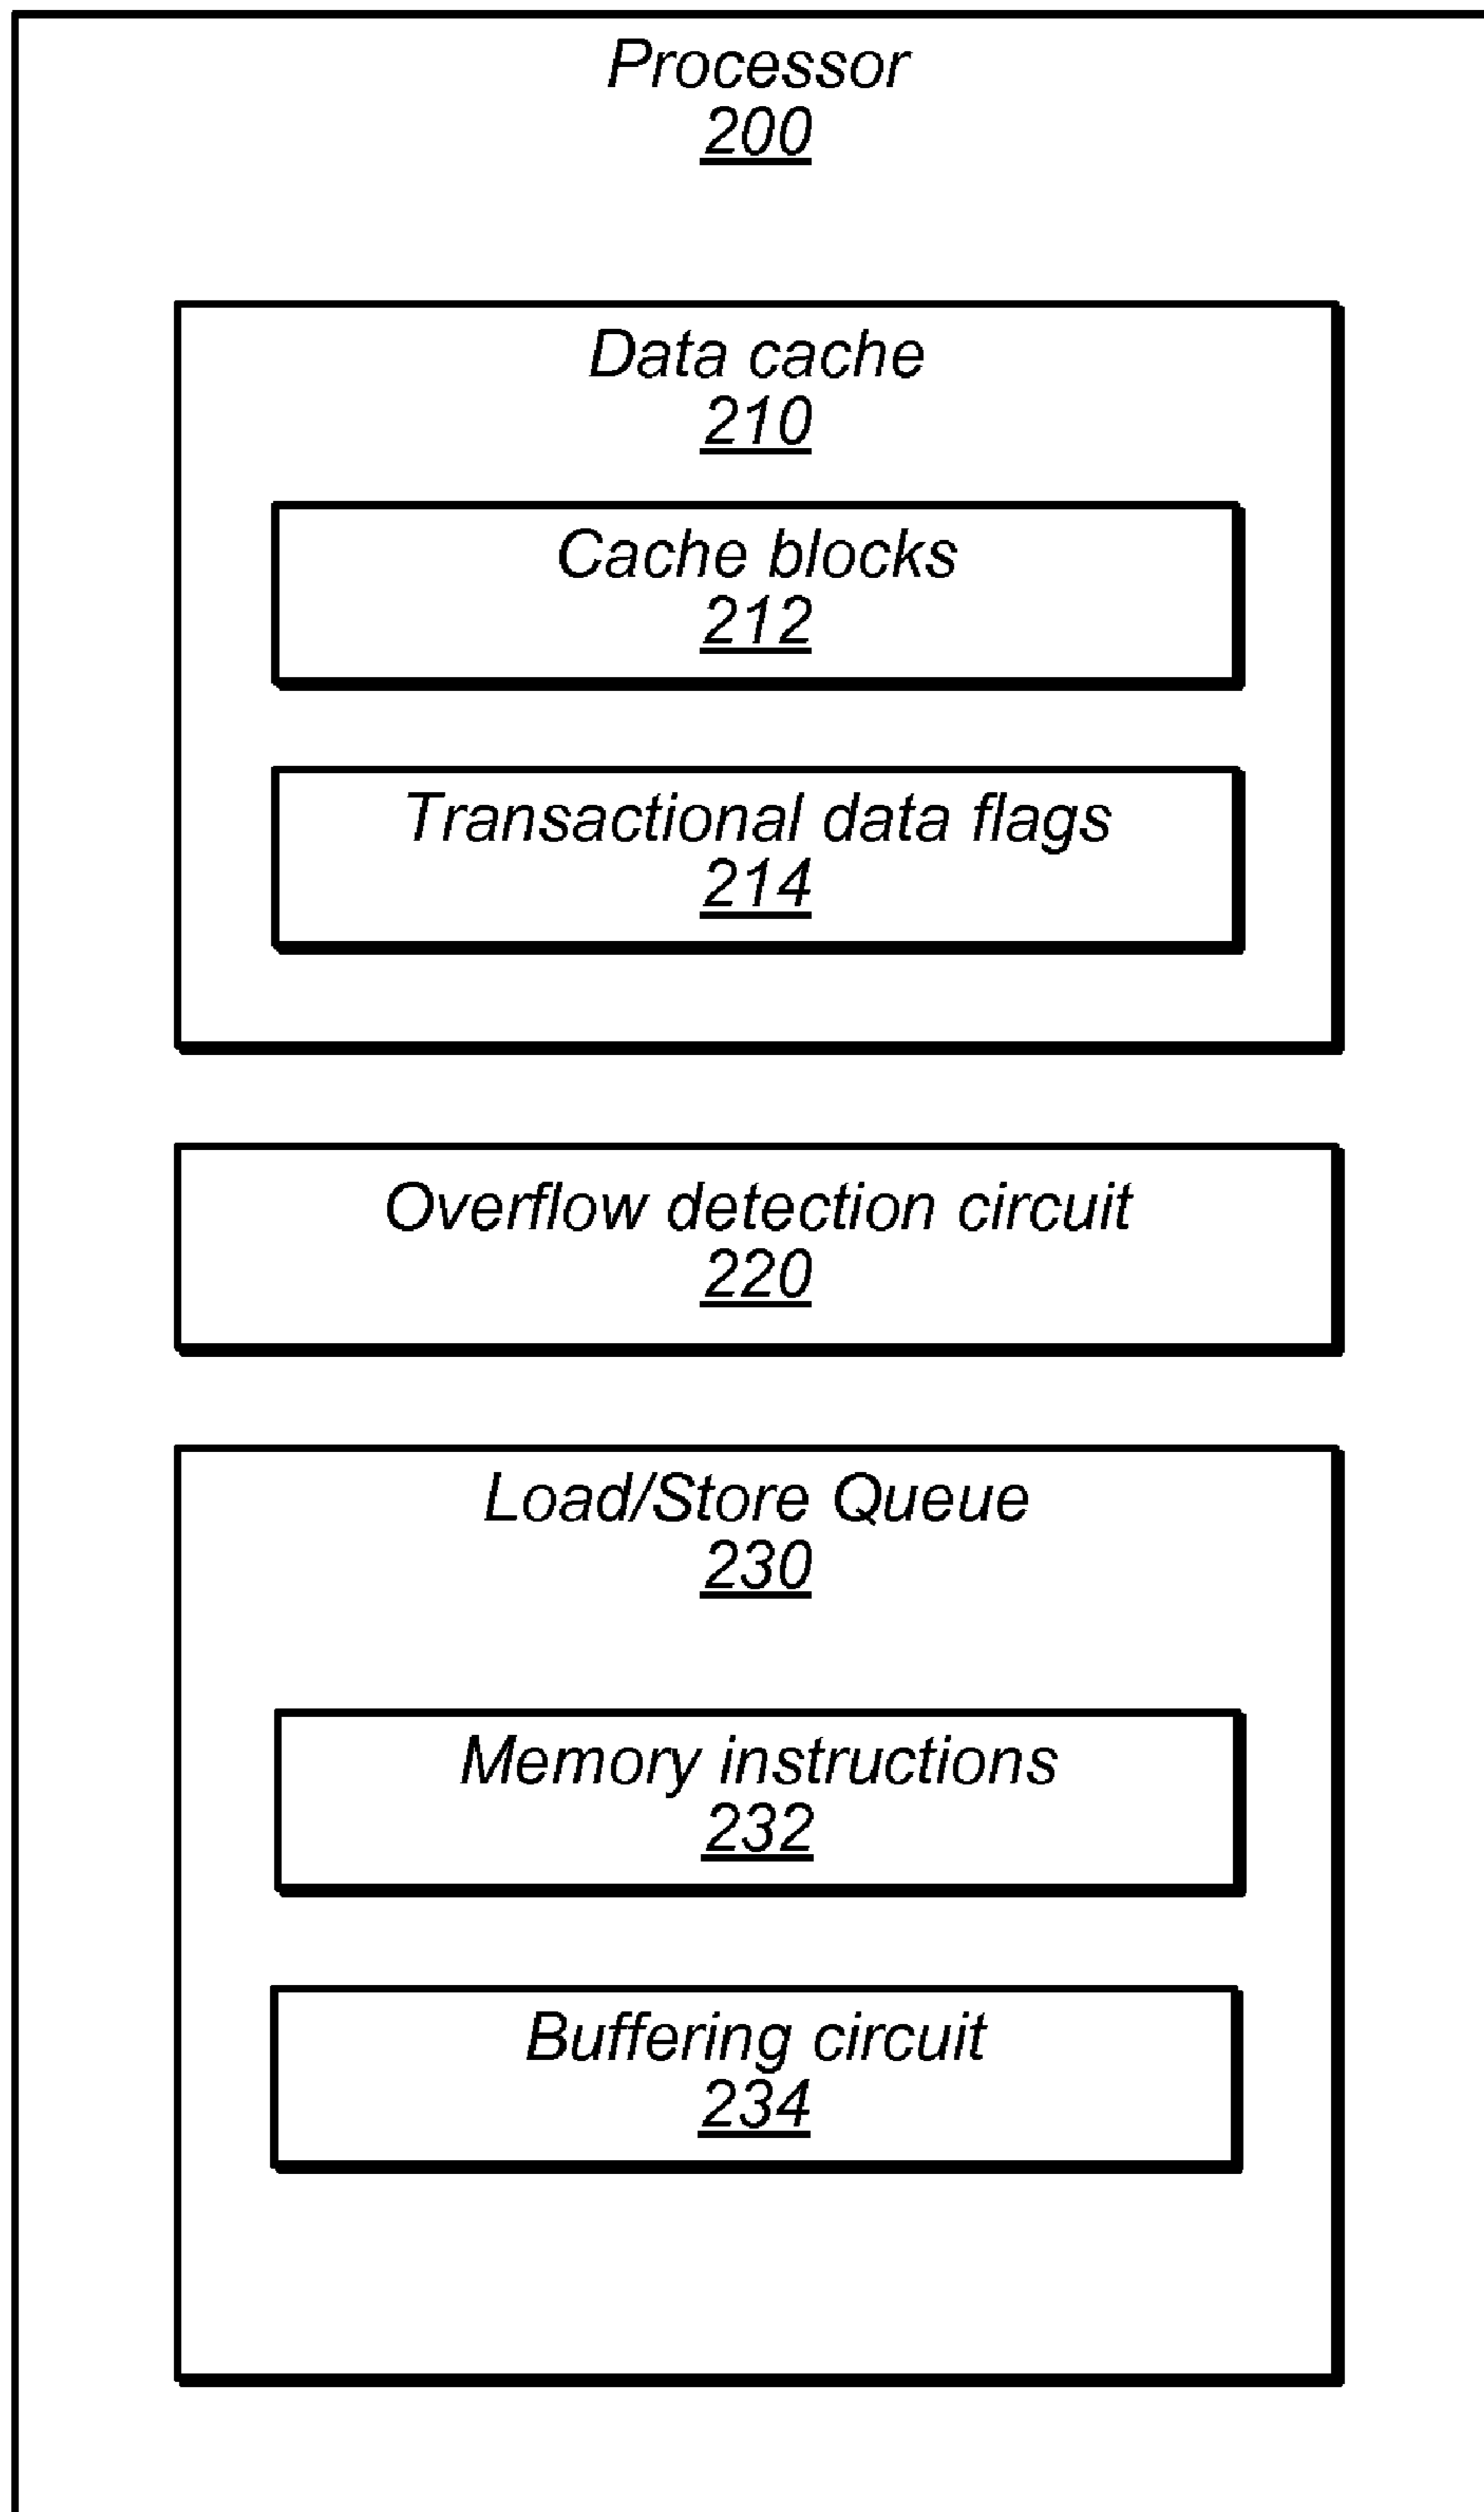 Processor
200
Data cache
210
Cache blocks
212
Transactional data flags
214
Overflow detection circuit
220
Load/Store Queue
230
Memory instructions
232
Buffering circuit
234